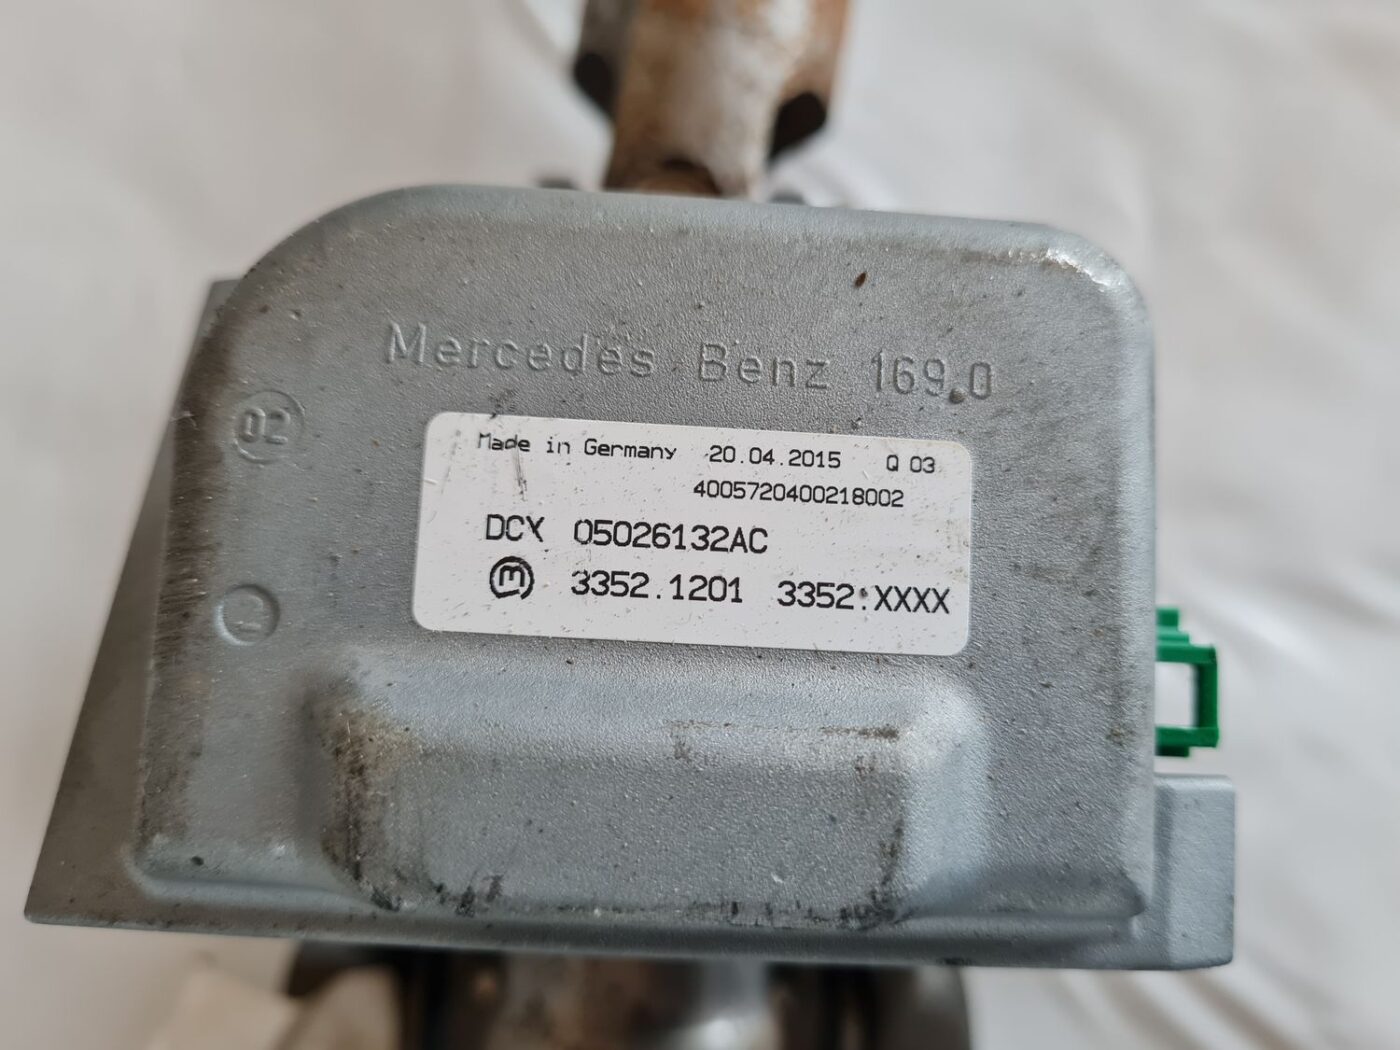 Mercedes Benz 169.0
02
Made in Germany 20.04.2015 Q 03
4005720400218002
DCX 05026132AC
m 3352.1201 3352.XXXX